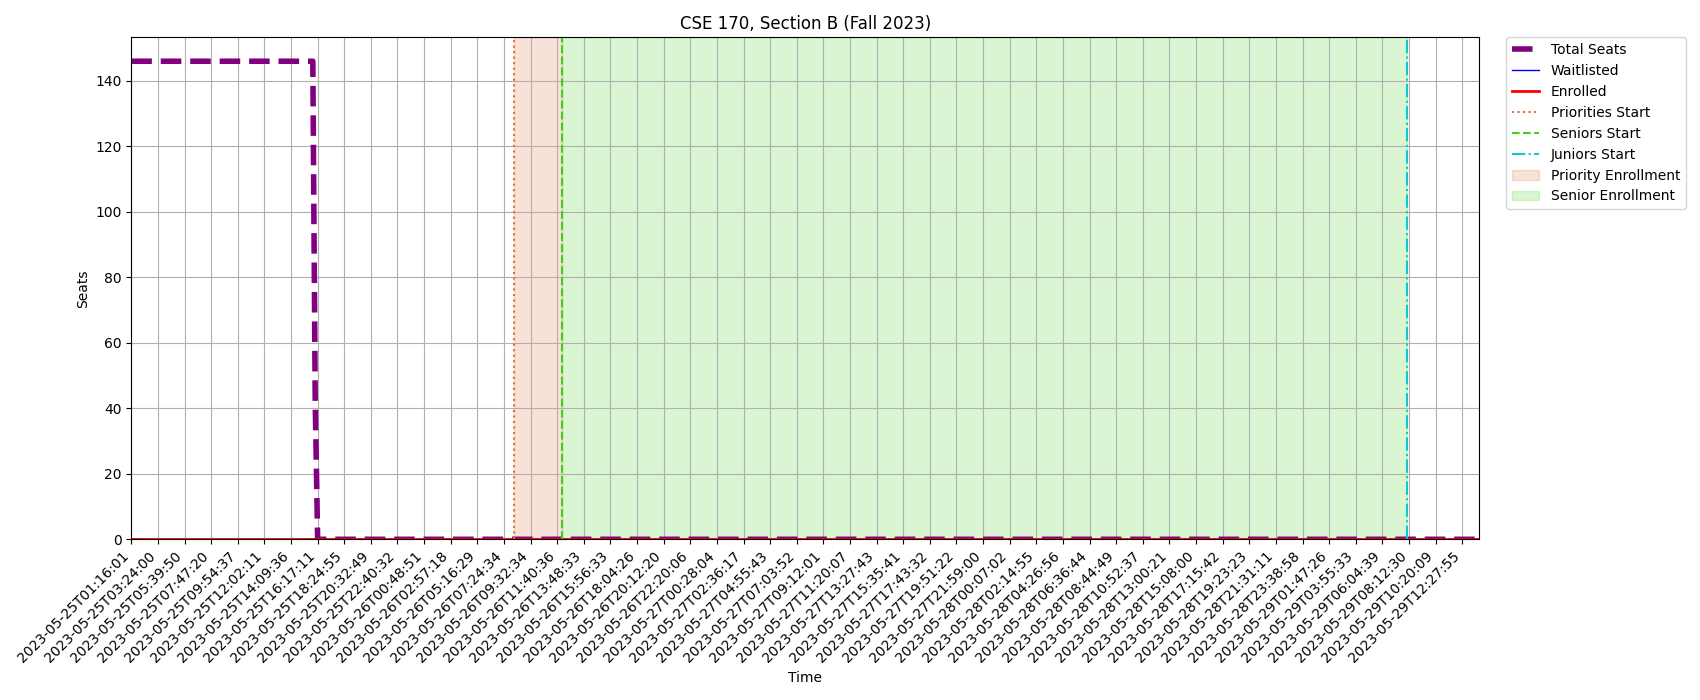 CSE 170, Section B (Fall 2023)
Total Seats
Waitlisted
Enrolled
Priorities Start
Seniors Start
Juniors Start
Priority Enrollment
Senior Enrollment
Seats
140
120
100
80
60
40
20
0
2023-05-25T01:16:01
2023-05-25T03:24:00
2023-05-25T05:39:50
2023-05-25T07:47:20
2023-05-25T09:54:37
2023-05-25T12:02:11
2023-05-25T14:09:36
2023-05-25T16:17:11
2023-05-25T18:24:55
2023-05-25T20:32:49
2023-05-25T22:40:32
2023-05-26T00:48:51
2023-05-26T02:57:18
2023-05-26T05:16:29
2023-05-26T07:24:34
2023-05-26T09:32:34
2023-05-26T11:40:36
2023-05-26T13:48:33
2023-05-26T15:56:33
2023-05-26T18:04:26
2023-05-26T20:12:20
2023-05-26T22:20:06
2023-05-27T00:28:04
2023-05-27T02:36:17
2023-05-27T04:55:43
2023-05-27T07:03:52
2023-05-27T09:12:01
2023-05-27T11:20:07
2023-05-27T13:27:43
2023-05-27T15:35:41
2023-05-27T17:43:32
2023-05-27T19:51:22
2023-05-27T21:59:00
2023-05-28T00:07:02
2023-05-28T02:14:55
2023-05-28T04:26:56
2023-05-28T06:36:44
2023-05-28T08:44:49
2023-05-28T10:52:37
2023-05-28T13:00:21
2023-05-28T15:08:00
2023-05-28T17:15:42
2023-05-28T19:23:23
2023-05-28T21:31:11
2023-05-28T23:38:58
2023-05-29T01:47:26
2023-05-29T03:55:33
2023-05-29T06:04:39
2023-05-29T08:12:30
2023-05-29T10:20:09
2023-05-29T12:27:55
Time